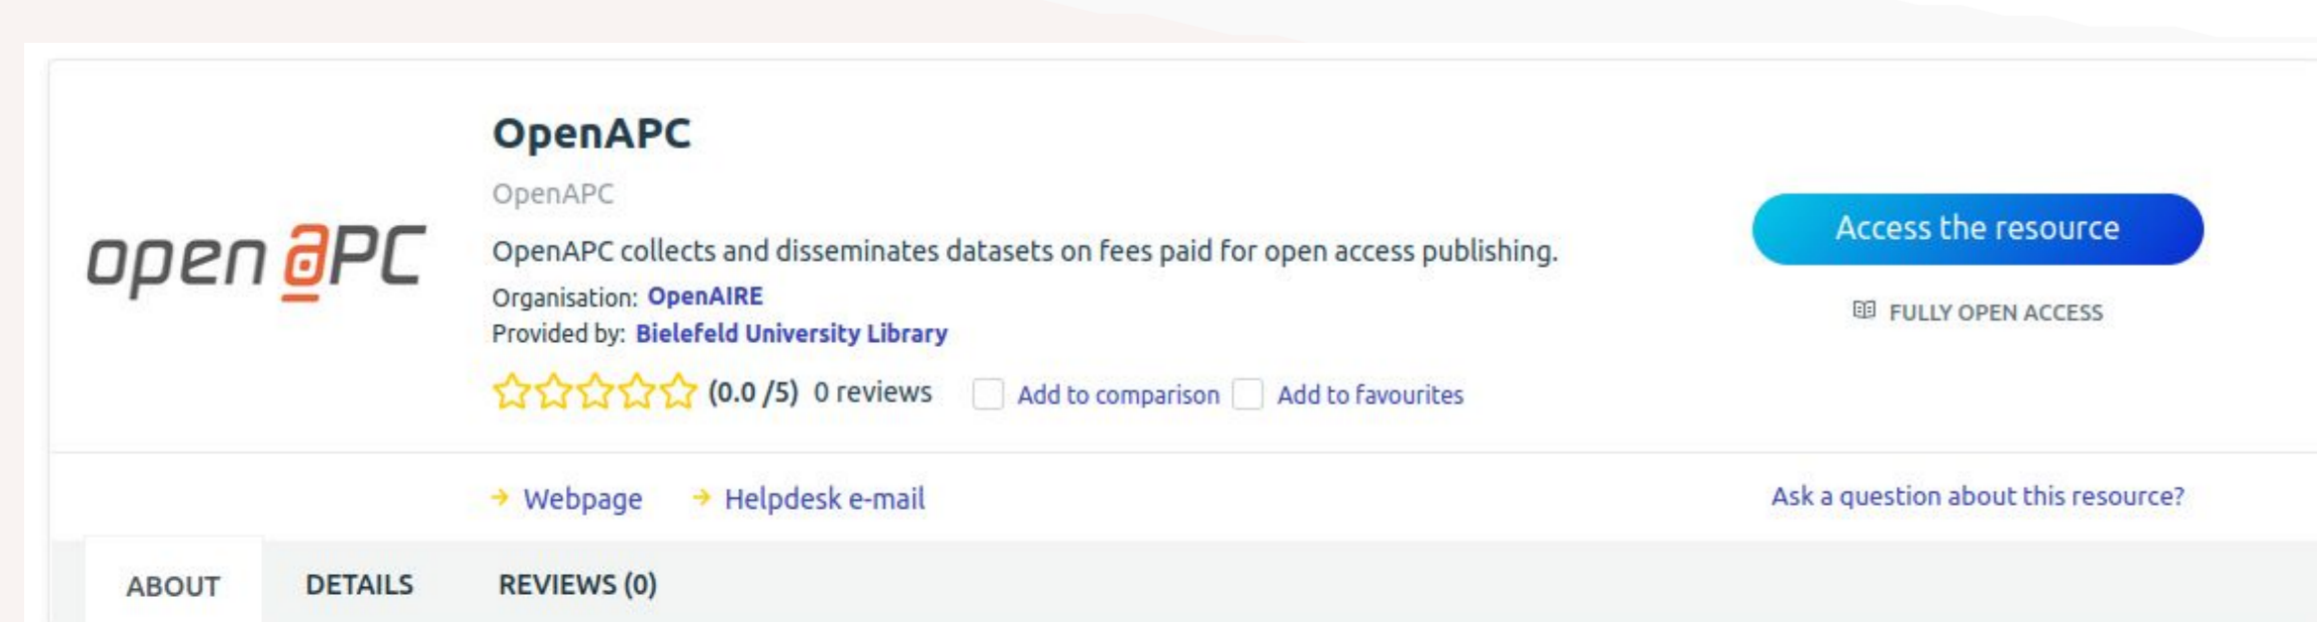 open aPC
OpenAPC
OpenAPC
OpenAPC collects and disseminates datasets on fees paid for open access publishing.
Organisation: OpenAIRE
Provided by: Bielefeld University Library
(0.0 /5) 0 reviews Add to comparison Add to favourites
Access the resource
FULLY OPEN ACCESS
Webpage Helpdesk e-mail
Ask a question about this resource?
ABOUT DETAILS REVIEWS (0)